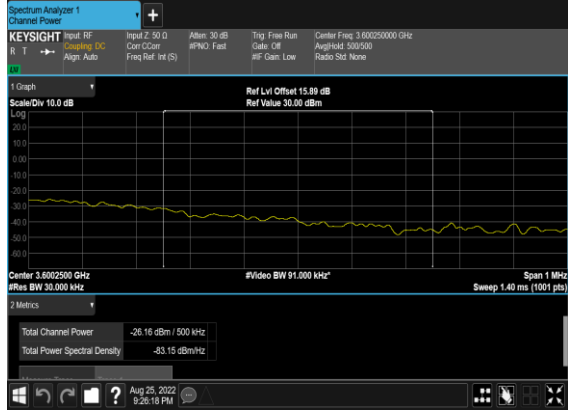 Spectrum Analyzer 1
Channel Power
+
KEYSIGHT Input: RF Input Z: 50 Ω Atten: 30 dB Trig: Free Run Center Freq: 3.600250000 GHz
R T Coupling: DC Corr CCorr #PNO: Fast Gate: Off Avg|Hold: 500/500
Align: Auto Freq Ref: Int (S) #IF Gain: Low Radio Std: None
1 Graph
Ref Lvl Offset 15.89 dB
Scale/Div 10.0 dB Ref Value 30.00 dBm
Log
20.0
10.0
0.00
-10.0
-20.0
-30.0
-40.0
-50.0
-60.0
Center 3.6002500 GHz #Video BW 91.000 kHz* Span 1 MHz
#Res BW 30.000 kHz Sweep 1.40 ms (1001 pts)
2 Metrics
Total Channel Power -26.16 dBm / 500 kHz
Total Power Spectral Density -83.15 dBm/Hz
?
Aug 25, 2022
9:26:18 PM